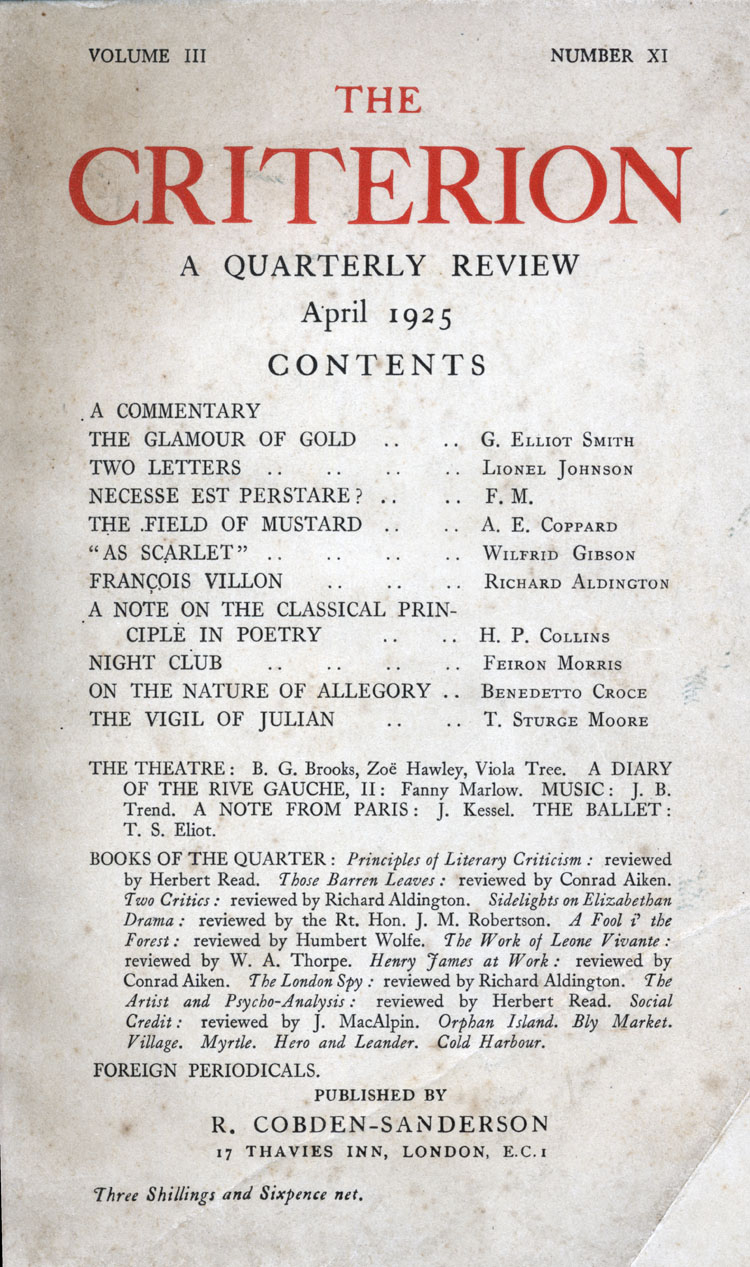 VOLUME III NUMBER XI
THE
CRITERION
A QUARTERLY REVIEW
April 1925
CONTENTS
A COMMENTARY
THE GLAMOUR OF GOLD .. .. G. ELLIOT SMITH
TWO LETTERS .. .. .. .. LIONEL JOHNSON
NECESSE EST PERSTARE? .. .. F. M.
THE FIELD OF MUSTARD .. .. A. E. COPPARD
"AS SCARLET" .. .. .. .. WILFRID GIBSON
FRANÇOIS VILLON .. .. .. RICHARD ALDINGTON
A NOTE ON THE CLASSICAL PRIN-
CIPLE IN POETRY .. .. H. P. COLLINS
NIGHT CLUB .. .. .. .. FEIRON MORRIS
ON THE NATURE OF ALLEGORY .. BENEDETTO CROCE
THE VIGIL OF JULIAN .. .. T. STURGE MOORE
THE THEATRE: B. G. Brooks, Zoë Hawley, Viola Tree. A DIARY
OF THE RIVE GAUCHE, II: Fanny Marlow. MUSIC: J. B.
Trend. A NOTE FROM PARIS: J. Kessel. THE BALLET:
T. S. Eliot.
BOOKS OF THE QUARTER: Principles of Literary Criticism: reviewed
by Herbert Read. Those Barren Leaves: reviewed by Conrad Aiken.
Two Critics: reviewed by Richard Aldington. Sidelights on Elizabethan
Drama: reviewed by the Rt. Hon. J. M. Robertson. A Fool i' the
Forest: reviewed by Humbert Wolfe. The Work of Leone Vivante:
reviewed by W. A. Thorpe. Henry James at Work: reviewed by
Conrad Aiken. The London Spy: reviewed by Richard Aldington. The
Artist and Psycho-Analysis: reviewed by Herbert Read. Social
Credit: reviewed by J. MacAlpin. Orphan Island. Bly Market.
Village. Myrtle. Hero and Leander. Cold Harbour.
FOREIGN PERIODICALS.
PUBLISHED BY
R. COBDEN-SANDERSON
17 THAVIES INN, LONDON, E.C.1
Three Shillings and Sixpence net.